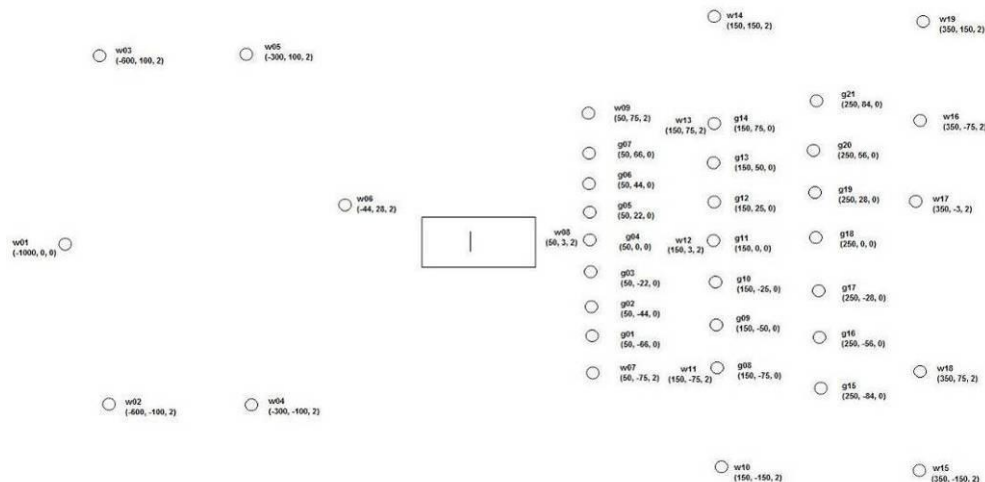 w14
(150, 150, 2)
w19
(350, 150, 2)
w03
(-600, 100, 2)
w05
(-300, 100, 2)
g21
(250, 84, 0)
w09
(50, 75, 2)
w13
(150, 75, 2)
g14
(150, 75, 0)
w16
(350, -75, 2)
g07
(50, 66, 0)
g20
(250, 56, 0)
g13
(150, 50, 0)
g06
(50, 44, 0)
g19
(250, 28, 0)
w06
(-44, 28, 2)
g12
(150, 25, 0)
w17
(350, -3, 2)
g05
(50, 22, 0)
w01
(-1000, 0, 0)
w08
(50, 3, 2)
g04
(50, 0, 0)
w12
(150, 3, 2)
g11
(150, 0, 0)
g18
(250, 0, 0)
g03
(50, -22, 0)
g10
(150, -25, 0)
g17
(250, -28, 0)
g02
(50, -44, 0)
g09
(150, -50, 0)
g01
(50, -66, 0)
g16
(250, -56, 0)
w07
(50, -75, 2)
w11
(150, -75, 2)
g08
(150, -75, 0)
w18
(350, 75, 2)
g15
(250, -84, 0)
w02
(-600, -100, 2)
w04
(-300, -100, 2)
w10
(150, -150, 2)
w15
(350, -150, 2)